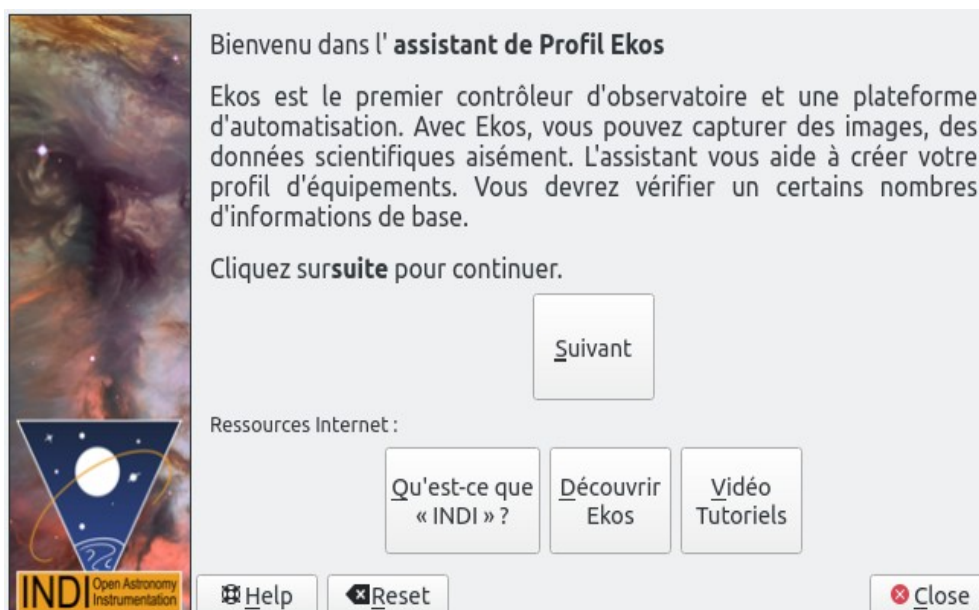 Bienvenu dans l' assistant de Profil Ekos
Ekos est le premier contrôleur d'observatoire et une plateforme
d'automatisation. Avec Ekos, vous pouvez capturer des images, des
données scientifiques aisément. L'assistant vous aide à créer votre
profil d'équipements. Vous devrez vérifier un certains nombres
d'informations de base.
Cliquez sursuite pour continuer.
Suivant
Ressources Internet :
Qu'est-ce que
« INDI » ?
Découvrir
Ekos
Vidéo
Tutoriels
INDI Open Astronomy
Instrumentation
Help
Reset
Close